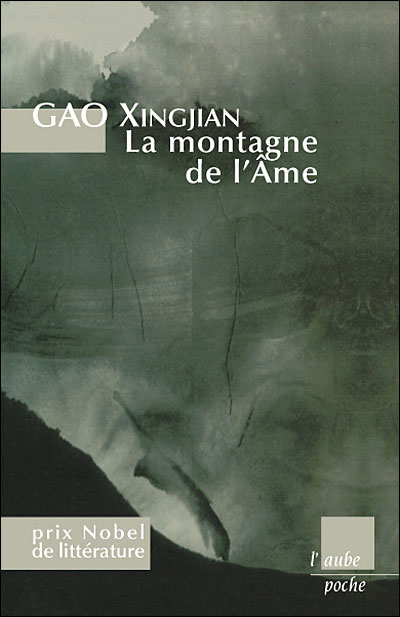 GAO XINGJIAN
La montagne
de l'Âme
prix Nobel
de littérature
l'aube
poche